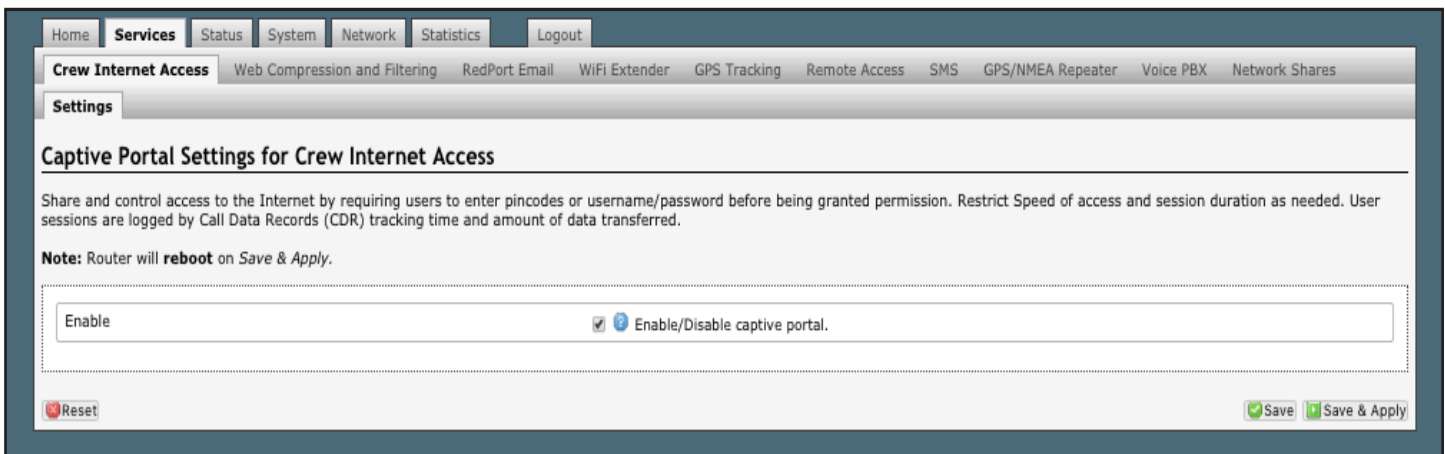 Home Services Status System Network Statistics Logout
Crew Internet Access Web Compression and Filtering RedPort Email WiFi Extender GPS Tracking Remote Access SMS GPS/NMEA Repeater Voice PBX Network Shares
Settings
Captive Portal Settings for Crew Internet Access
Share and control access to the Internet by requiring users to enter pincodes or username/password before being granted permission. Restrict Speed of access and session duration as needed. User
sessions are logged by Call Data Records (CDR) tracking time and amount of data transferred.
Note: Router will reboot on Save & Apply.
Enable Enable/Disable captive portal.
Reset Save Save & Apply